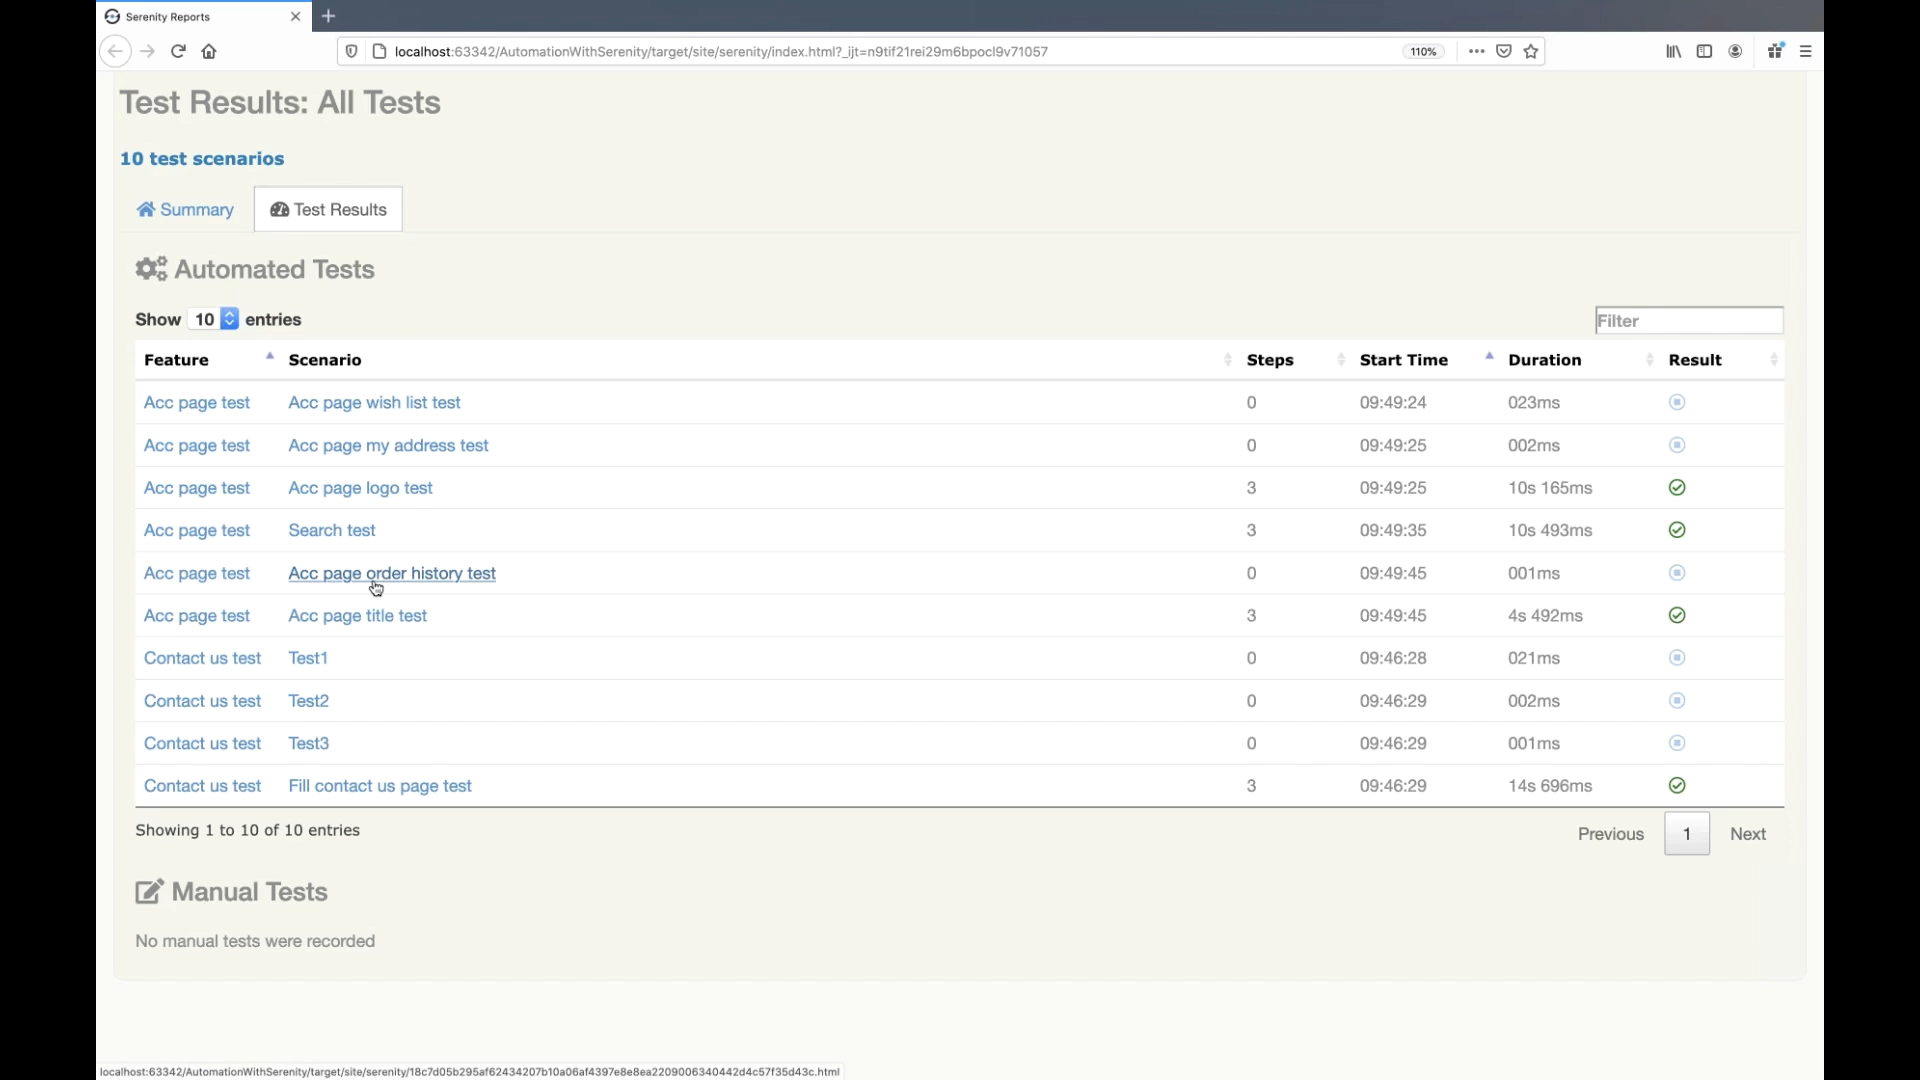 Serenity Reports
localhost:63342/AutomationWithSerenity/target/site/serenity/index.html?_ijt=n9tif21rei29m6bpocl9v71057
110%
Test Results: All Tests
10 test scenarios
Summary
Test Results
Automated Tests
Show 10 entries
Filter
Feature Scenario Steps Start Time Duration Result
Acc page test Acc page wish list test 0 09:49:24 023ms
Acc page test Acc page my address test 0 09:49:25 002ms
Acc page test Acc page logo test 3 09:49:25 10s 165ms
Acc page test Search test 3 09:49:35 10s 493ms
Acc page test Acc page order history test 0 09:49:45 001ms
Acc page test Acc page title test 3 09:49:45 4s 492ms
Contact us test Test1 0 09:46:28 021ms
Contact us test Test2 0 09:46:29 002ms
Contact us test Test3 0 09:46:29 001ms
Contact us test Fill contact us page test 3 09:46:29 14s 696ms
Showing 1 to 10 of 10 entries
Previous 1 Next
Manual Tests
No manual tests were recorded
localhost:63342/AutomationWithSerenity/target/site/serenity/18c7d05b295af62434207b10a06af4397e8e8ea2209006340442d4c57f35d43c.html